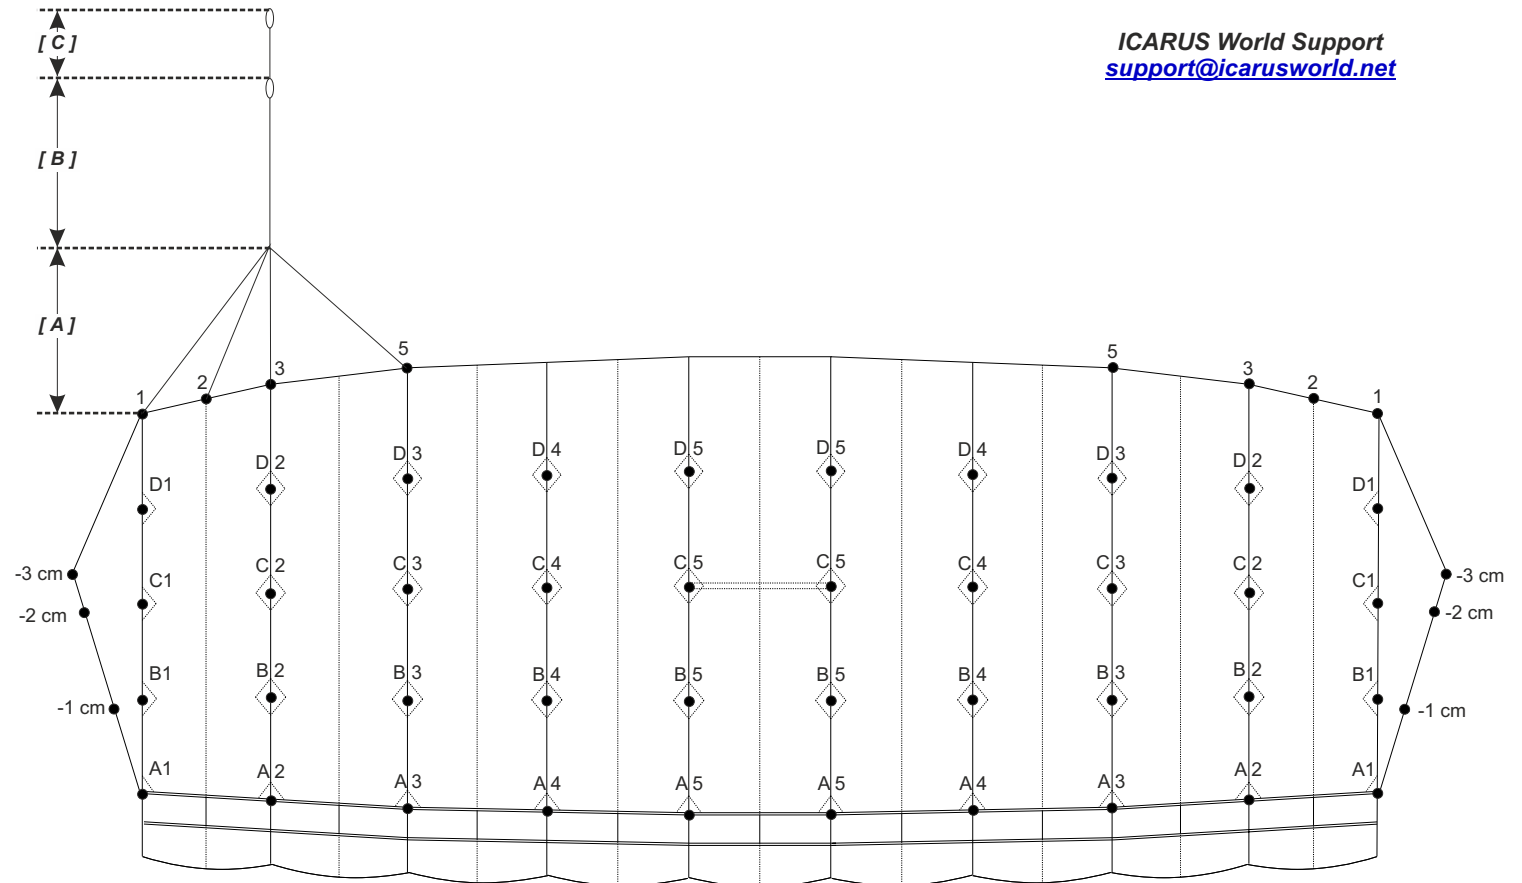 [ C ]
ICARUS World Support
support@icarusworld.net
[ B ]
[ A ]
1 2 3 5 5 3 2 1
D1 D 2 D 3 D 4 D 5 D 5 D 4 D 3 D 2 D1
-3 cm C1 C 2 C 3 C 4 C 5 C 5 C 4 C 3 C 2 C1 -3 cm
-2 cm -2 cm
B1 B 2 B 3 B 4 B 5 B 5 B 4 B 3 B 2 B1
-1 cm -1 cm
A1 A 2 A 3 A 4 A 5 A 5 A 4 A 3 A 2 A1